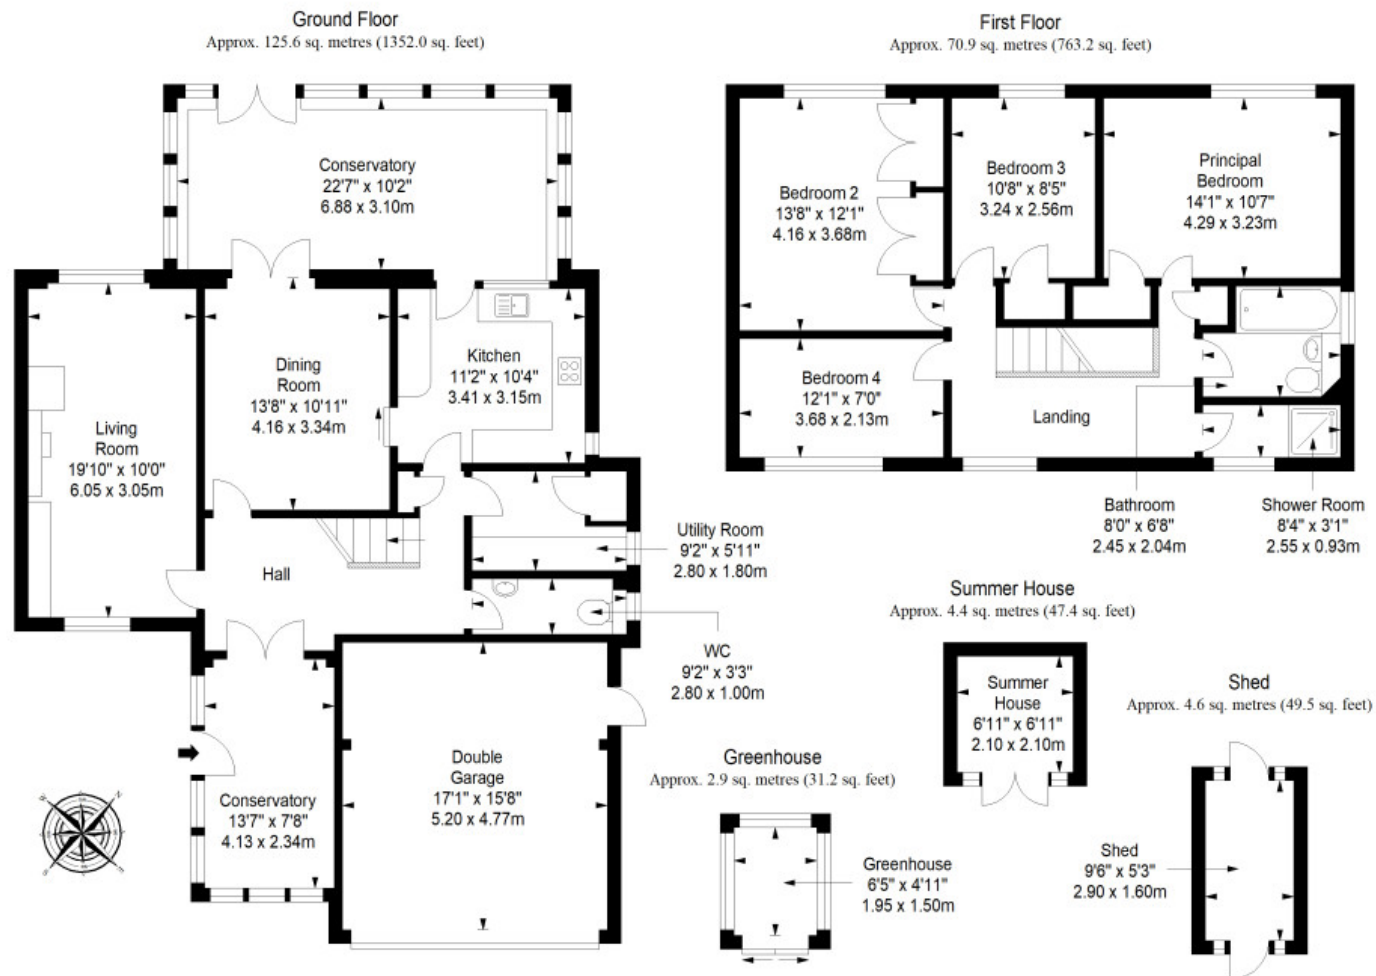 Ground Floor
Approx. 125.6 sq. metres (1352.0 sq. feet)
Conservatory
22'7" x 10'2"
6.88 x 3.10m
Living
Room
19'10" x 10'0"
6.05 x 3.05m
Dining
Room
13'8" x 10'11"
4.16 x 3.34m
Kitchen
11'2" x 10'4"
3.41 x 3.15m
Hall
Utility Room
9'2" x 5'11"
2.80 x 1.80m
WC
9'2" x 3'3"
2.80 x 1.00m
Conservatory
13'7" x 7'8"
4.13 x 2.34m
Double
Garage
17'1" x 15'8"
5.20 x 4.77m
First Floor
Approx. 70.9 sq. metres (763.2 sq. feet)
Bedroom 2
13'8" x 12'1"
4.16 x 3.68m
Bedroom 3
10'8" x 8'5"
3.24 x 2.56m
Principal
Bedroom
14'1" x 10'7"
4.29 x 3.23m
Bedroom 4
12'1" x 7'0"
3.68 x 2.13m
Landing
Bathroom
8'0" x 6'8"
2.45 x 2.04m
Shower Room
8'4" x 3'1"
2.55 x 0.93m
Summer House
Approx. 4.4 sq. metres (47.4 sq. feet)
Summer
House
6'11" x 6'11"
2.10 x 2.10m
Shed
Approx. 4.6 sq. metres (49.5 sq. feet)
Shed
9'6" x 5'3"
2.90 x 1.60m
Greenhouse
Approx. 2.9 sq. metres (31.2 sq. feet)
Greenhouse
6'5" x 4'11"
1.95 x 1.50m